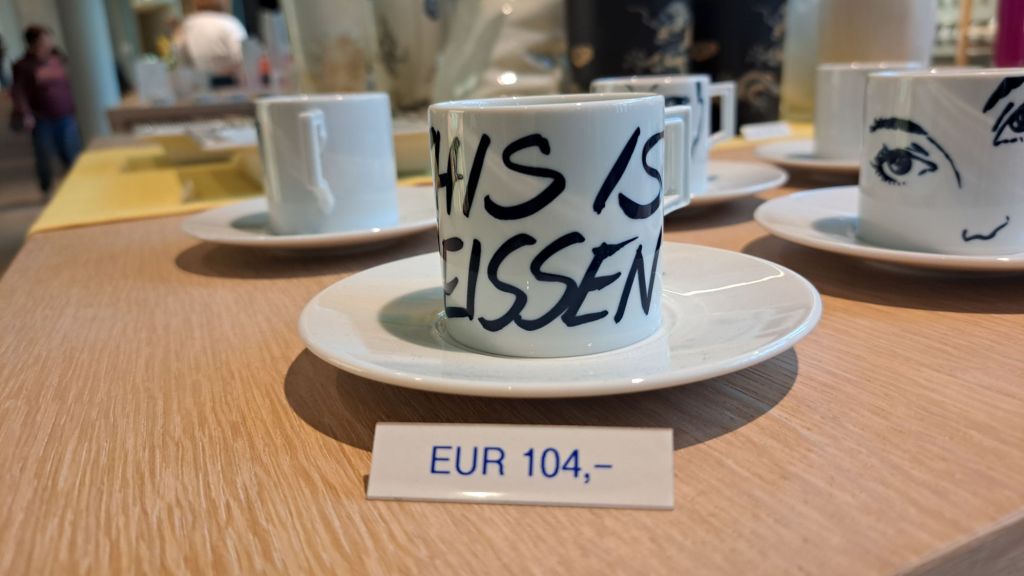 HIS IS
EISSEN
EUR 104,–